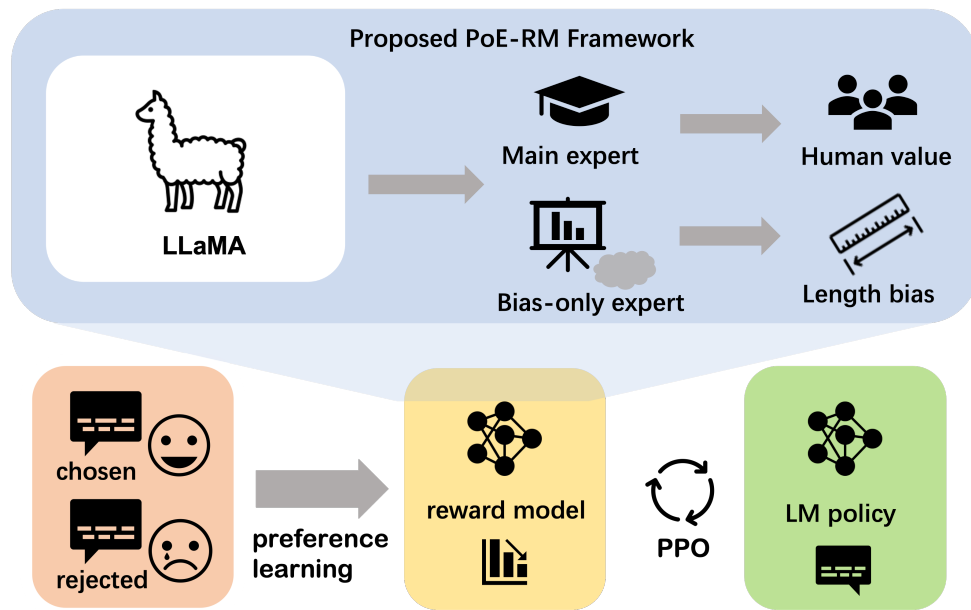 Proposed PoE-RM Framework
LLaMA
Main expert
Human value
Bias-only expert
Length bias
chosen
rejected
preference
learning
reward model
PPO
LM policy